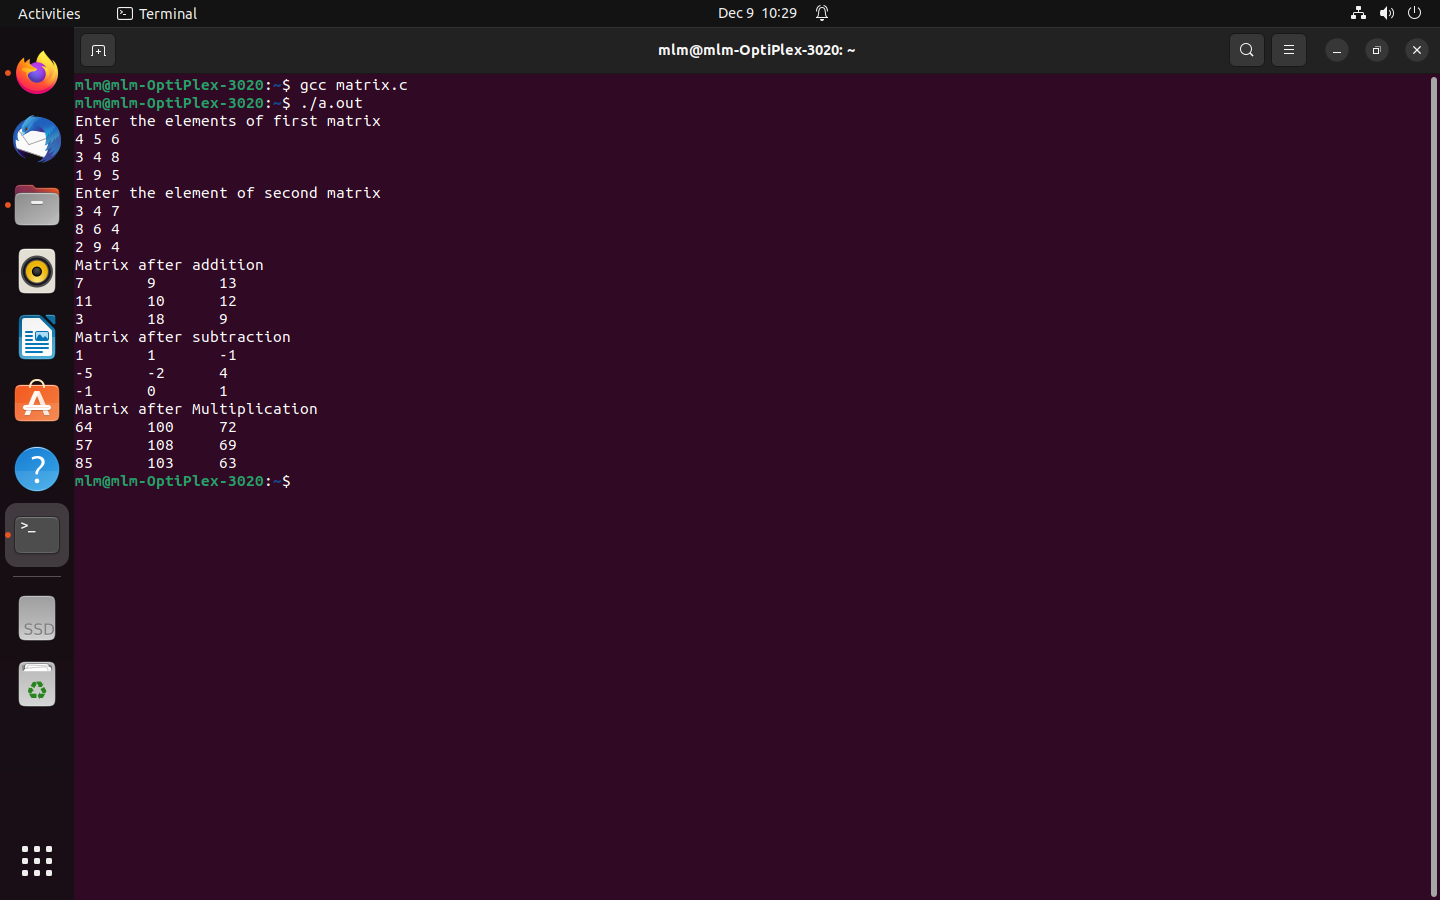 Activities Terminal Dec 9 10:29
mlm@mlm-OptiPlex-3020: ~
mlm@mlm-OptiPlex-3020:~$ gcc matrix.c
mlm@mlm-OptiPlex-3020:~$ ./a.out
Enter the elements of first matrix
4 5 6
3 4 8
1 9 5
Enter the element of second matrix
3 4 7
8 6 4
2 9 4
Matrix after addition
7 9 13
11 10 12
3 18 9
Matrix after subtraction
1 1 -1
-5 -2 4
-1 0 1
Matrix after Multiplication
64 100 72
57 108 69
85 103 63
mlm@mlm-OptiPlex-3020:~$
>_
SSD